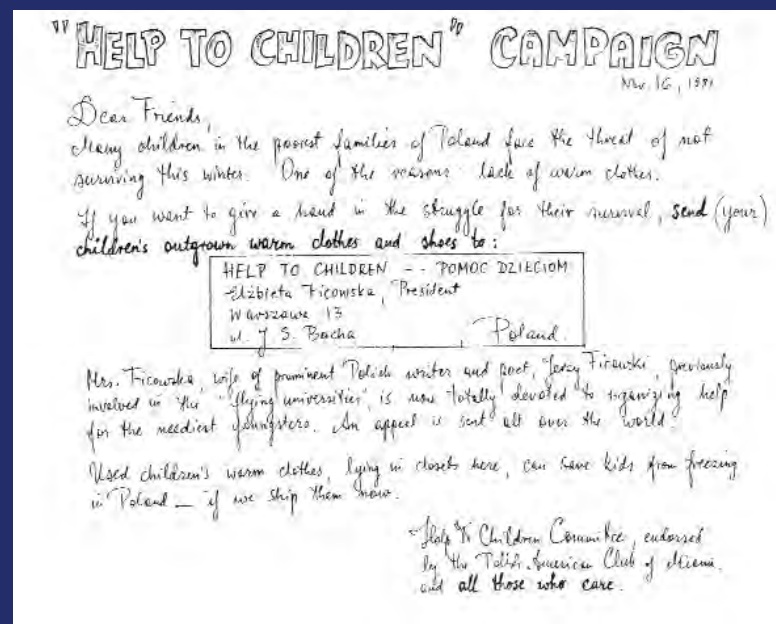 "HELP TO CHILDREN" CAMPAIGN
Nov. 16, 1981
Dear Friends,
Many children in the poorest families of Poland face the threat of not
surviving this winter. One of the reasons - lack of warm clothes.
If you want to give a hand in the struggle for their survival, send (your)
children's outgrown warm clothes and shoes to:
HELP TO CHILDREN -- POMOC DZIECIOM
Elżbieta Ficowska, President
Warszawa 13
ul. J. S. Bacha Poland
Mrs. Ficowska, wife of prominent Polish writer and poet, Jerzy Ficowski, previously
involved in the "flying universities", is now totally devoted to organizing help
for the neediest youngsters. An appeal is sent all over the world.
Used children's warm clothes, lying in closets here, can save kids from freezing
in Poland — if we ship them now.
"Help To Children" Committee, endorsed
by the Polish-American Club of Miami
and all those who care.